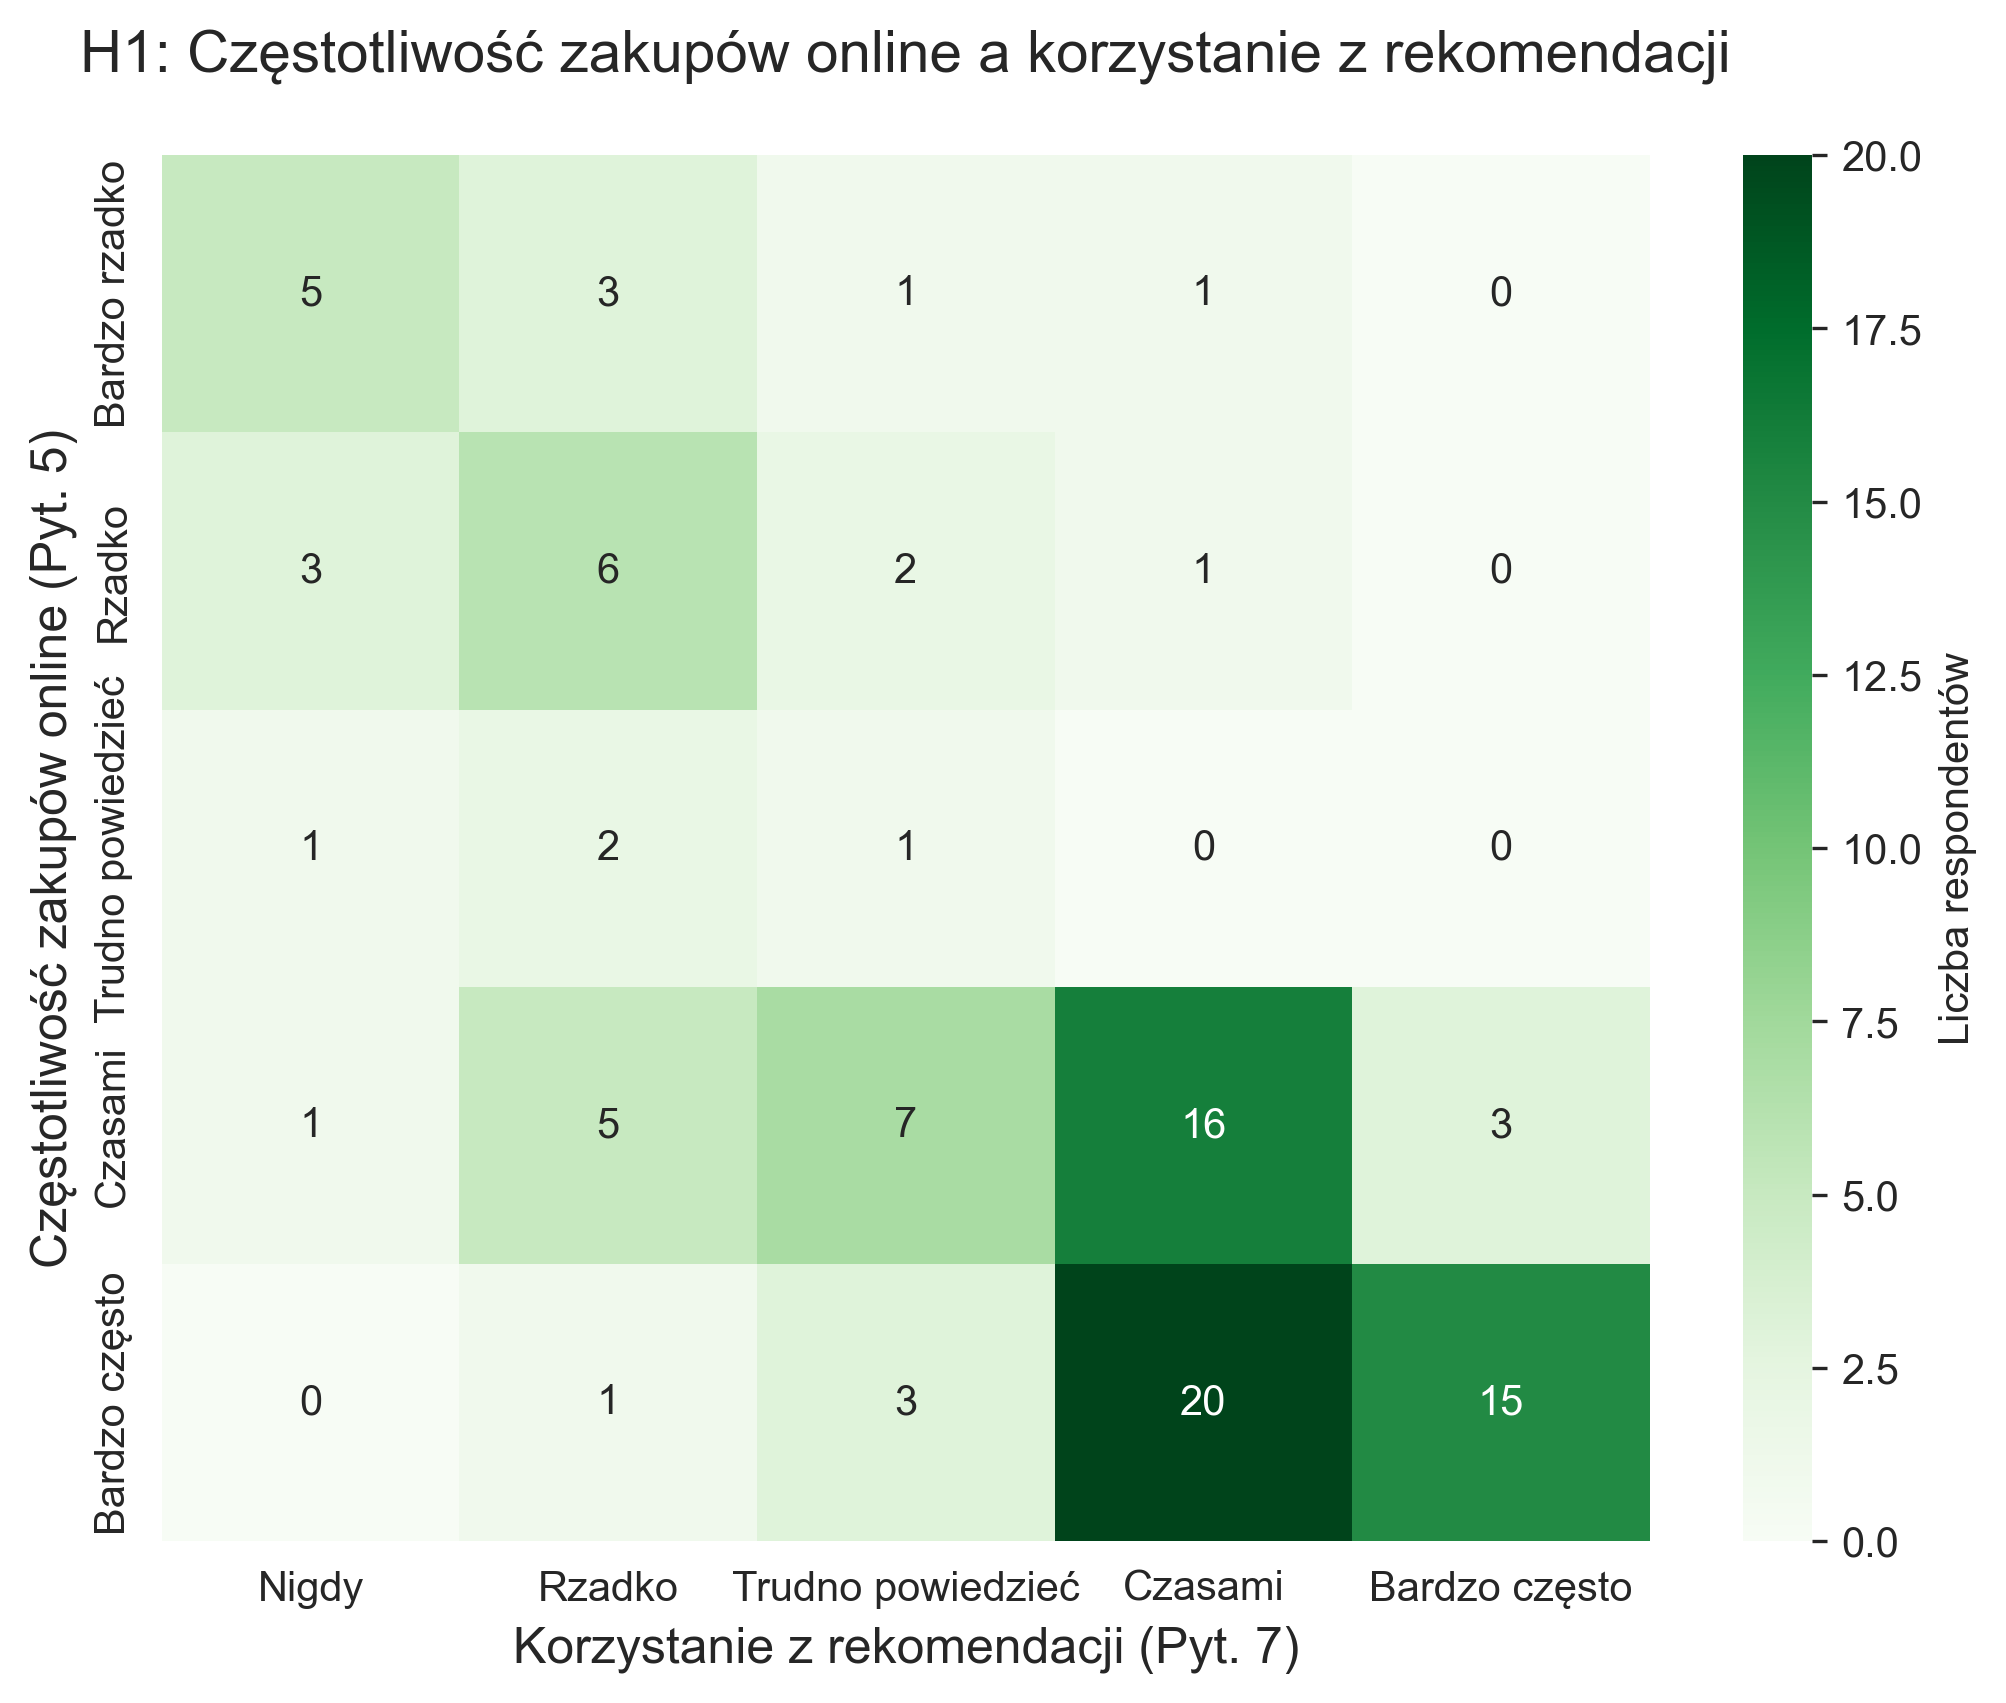 H1: Częstotliwość zakupów online a korzystanie z rekomendacji
Częstotliwość zakupów online (Pyt. 5)
Bardzo rzadko
5 3 1 1 0
Rzadko
3 6 2 1 0
Trudno powiedzieć
1 2 1 0 0
Czasami
1 5 7 16 3
Bardzo często
0 1 3 20 15
Nigdy Rzadko Trudno powiedzieć Czasami Bardzo często
Korzystanie z rekomendacji (Pyt. 7)
20.0
17.5
15.0
12.5
10.0
7.5
5.0
2.5
0.0
Liczba respondentów